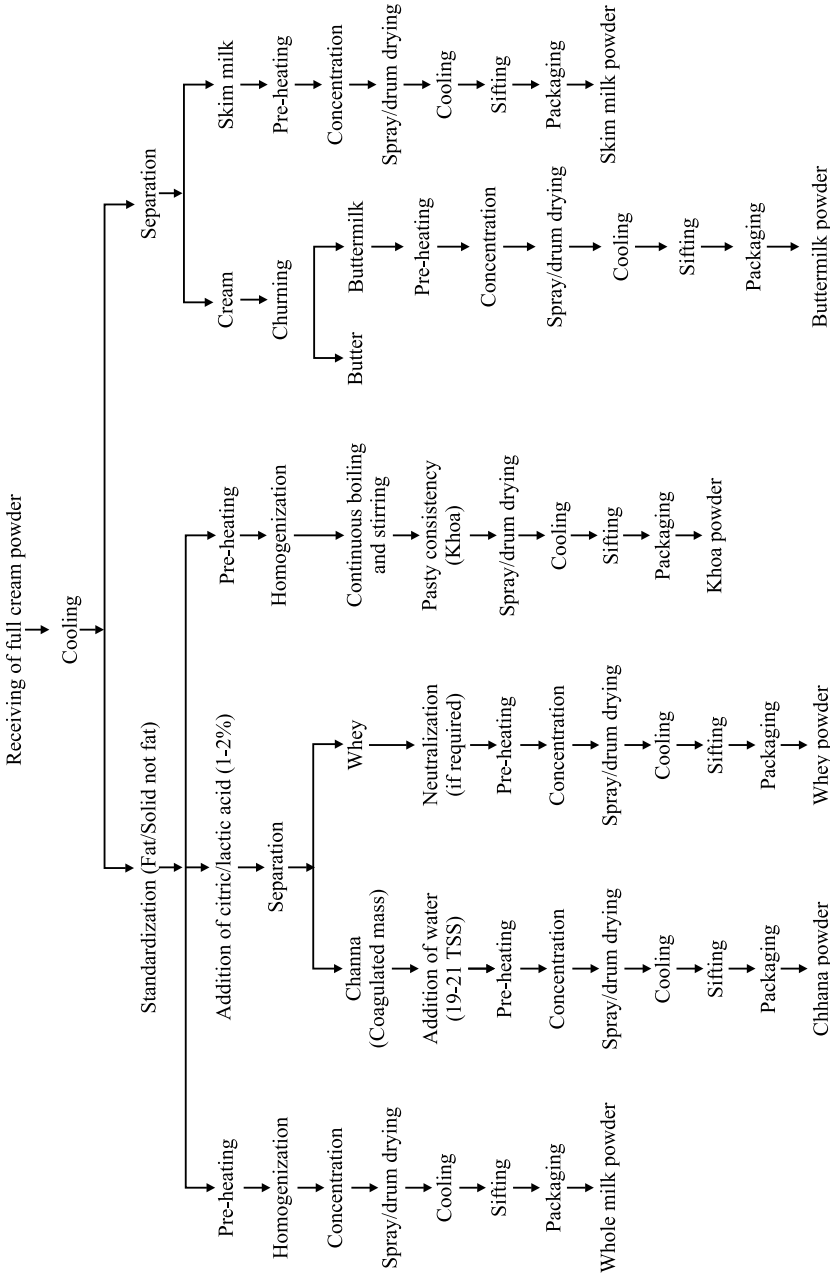 Receiving of full cream powder
Cooling
Standardization (Fat/Solid not fat)
Pre-heating
Homogenization
Concentration
Spray/drum drying
Cooling
Sifting
Packaging
Whole milk powder
Addition of citric/lactic acid (1-2%)
Separation
Channa
(Coagulated mass)
Addition of water
(19-21 TSS)
Pre-heating
Concentration
Spray/drum drying
Cooling
Sifting
Packaging
Chhana powder
Whey
Neutralization
(if required)
Pre-heating
Concentration
Spray/drum drying
Cooling
Sifting
Packaging
Whey powder
Pre-heating
Homogenization
Continuous boiling
and stirring
Pasty consistency
(Khoa)
Spray/drum drying
Cooling
Sifting
Packaging
Khoa powder
Separation
Cream
Churning
Butter
Buttermilk
Pre-heating
Concentration
Spray/drum drying
Cooling
Sifting
Packaging
Buttermilk powder
Skim milk
Pre-heating
Concentration
Spray/drum drying
Cooling
Sifting
Packaging
Skim milk powder